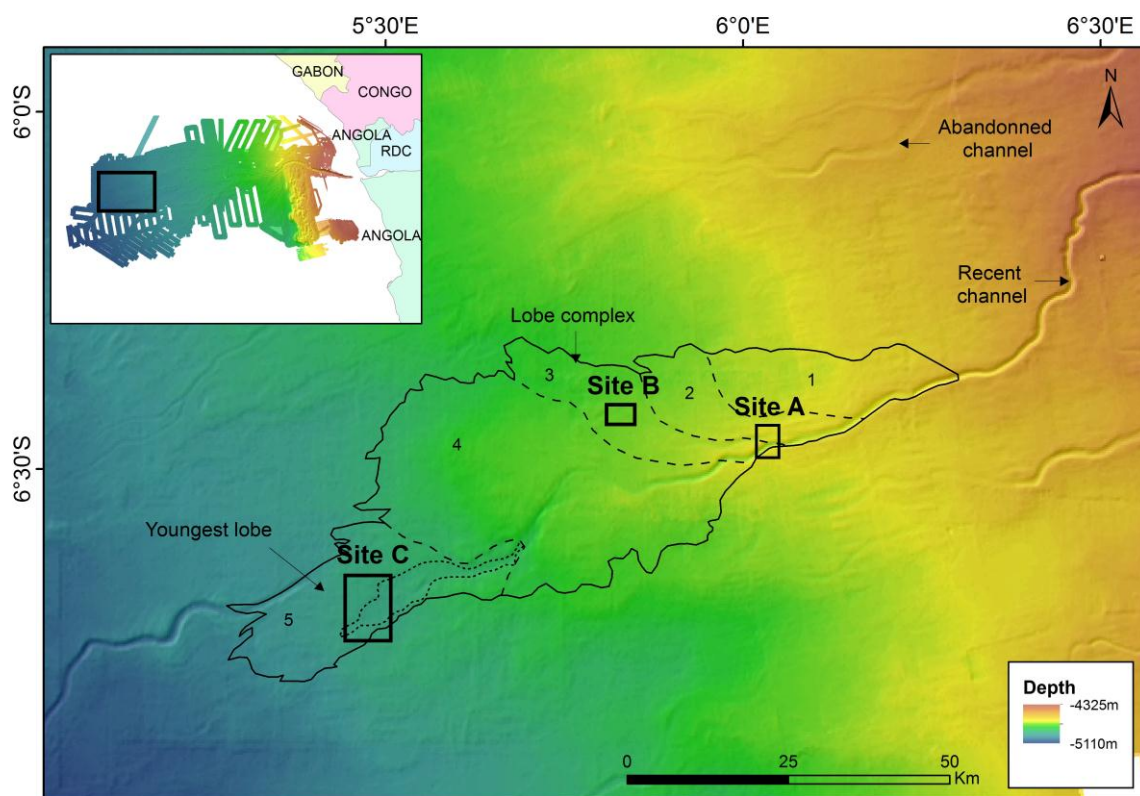 5°30'E
6°0'E
6°30'E
GABON
CONGO
ANGOLA
RDC
ANGOLA
6°0'S
N
Abandonned
channel
Recent
channel
Lobe complex
3
Site B
2
1
Site A
4
6°30'S
Youngest lobe
Site C
5
Depth
-4325m
-5110m
0
25
50
Km